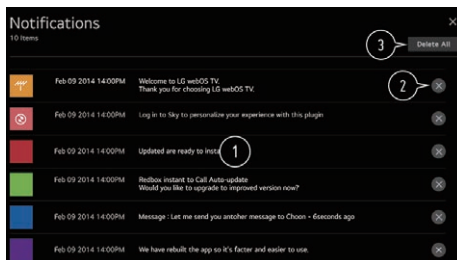 Notifications
10 Items
3
Delete All
Feb 09 2014 14:00PM
Welcome to LG webOS TV.
Thank you for choosing LG webOS TV.
2
Feb 09 2014 14:00PM
Log in to Sky to personalize your experience with this plugin
Feb 09 2014 14:00PM
Updated are ready to insta
1
Feb 09 2014 14:00PM
Redbox instant to Call Auto-update
Would you like to upgrade to improved version now?
Feb 09 2014 14:00PM
Message : Let me send you antoher message to Choon - 6seconds ago
Feb 09 2014 14:00PM
We have rebuilt the app so it's facter and easier to use.